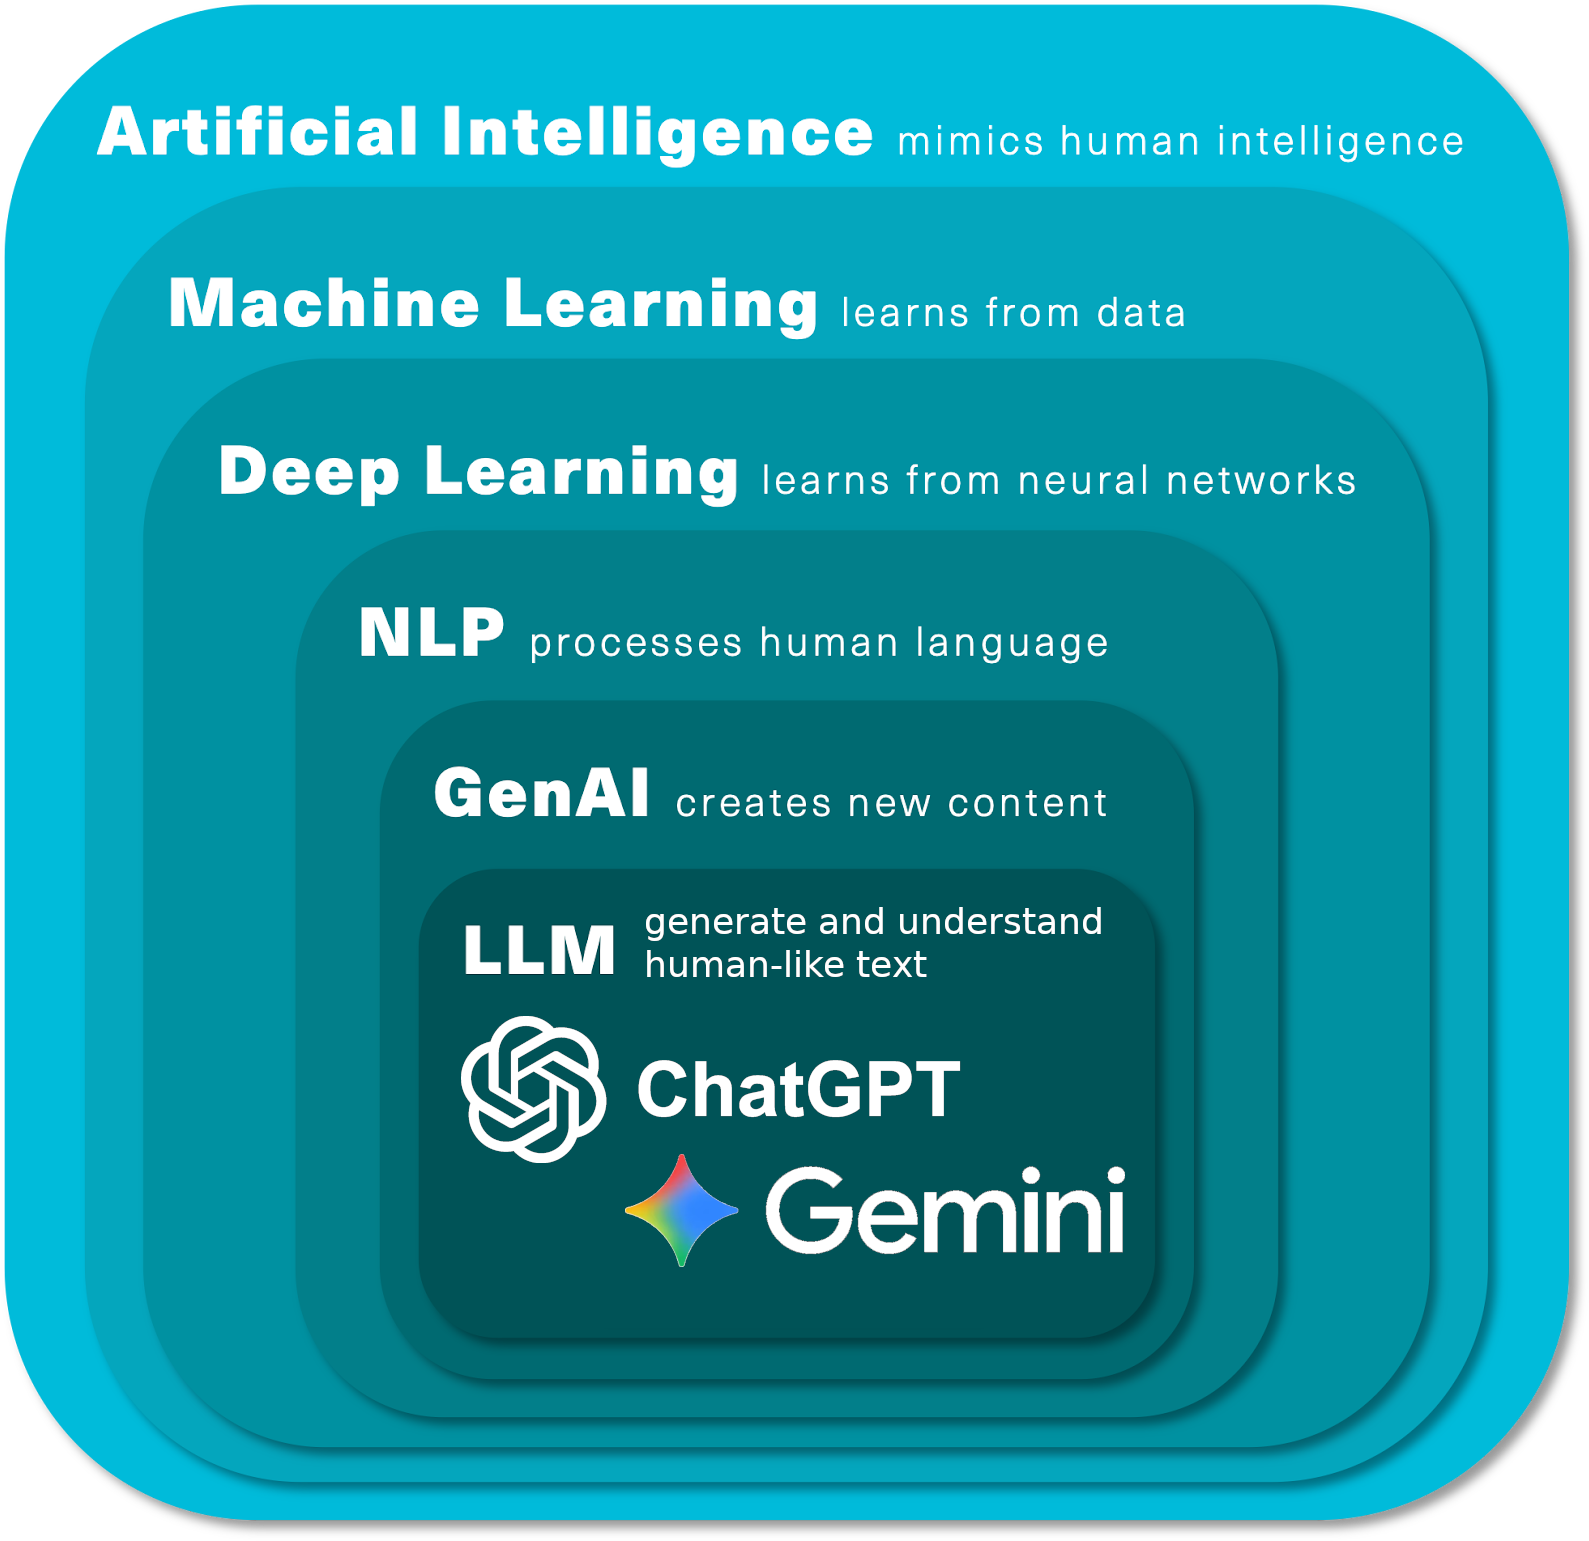 Artificial Intelligence mimics human intelligence
Machine Learning learns from data
Deep Learning learns from neural networks
NLP processes human language
GenAI creates new content
LLM generate and understand
human-like text
ChatGPT
Gemini